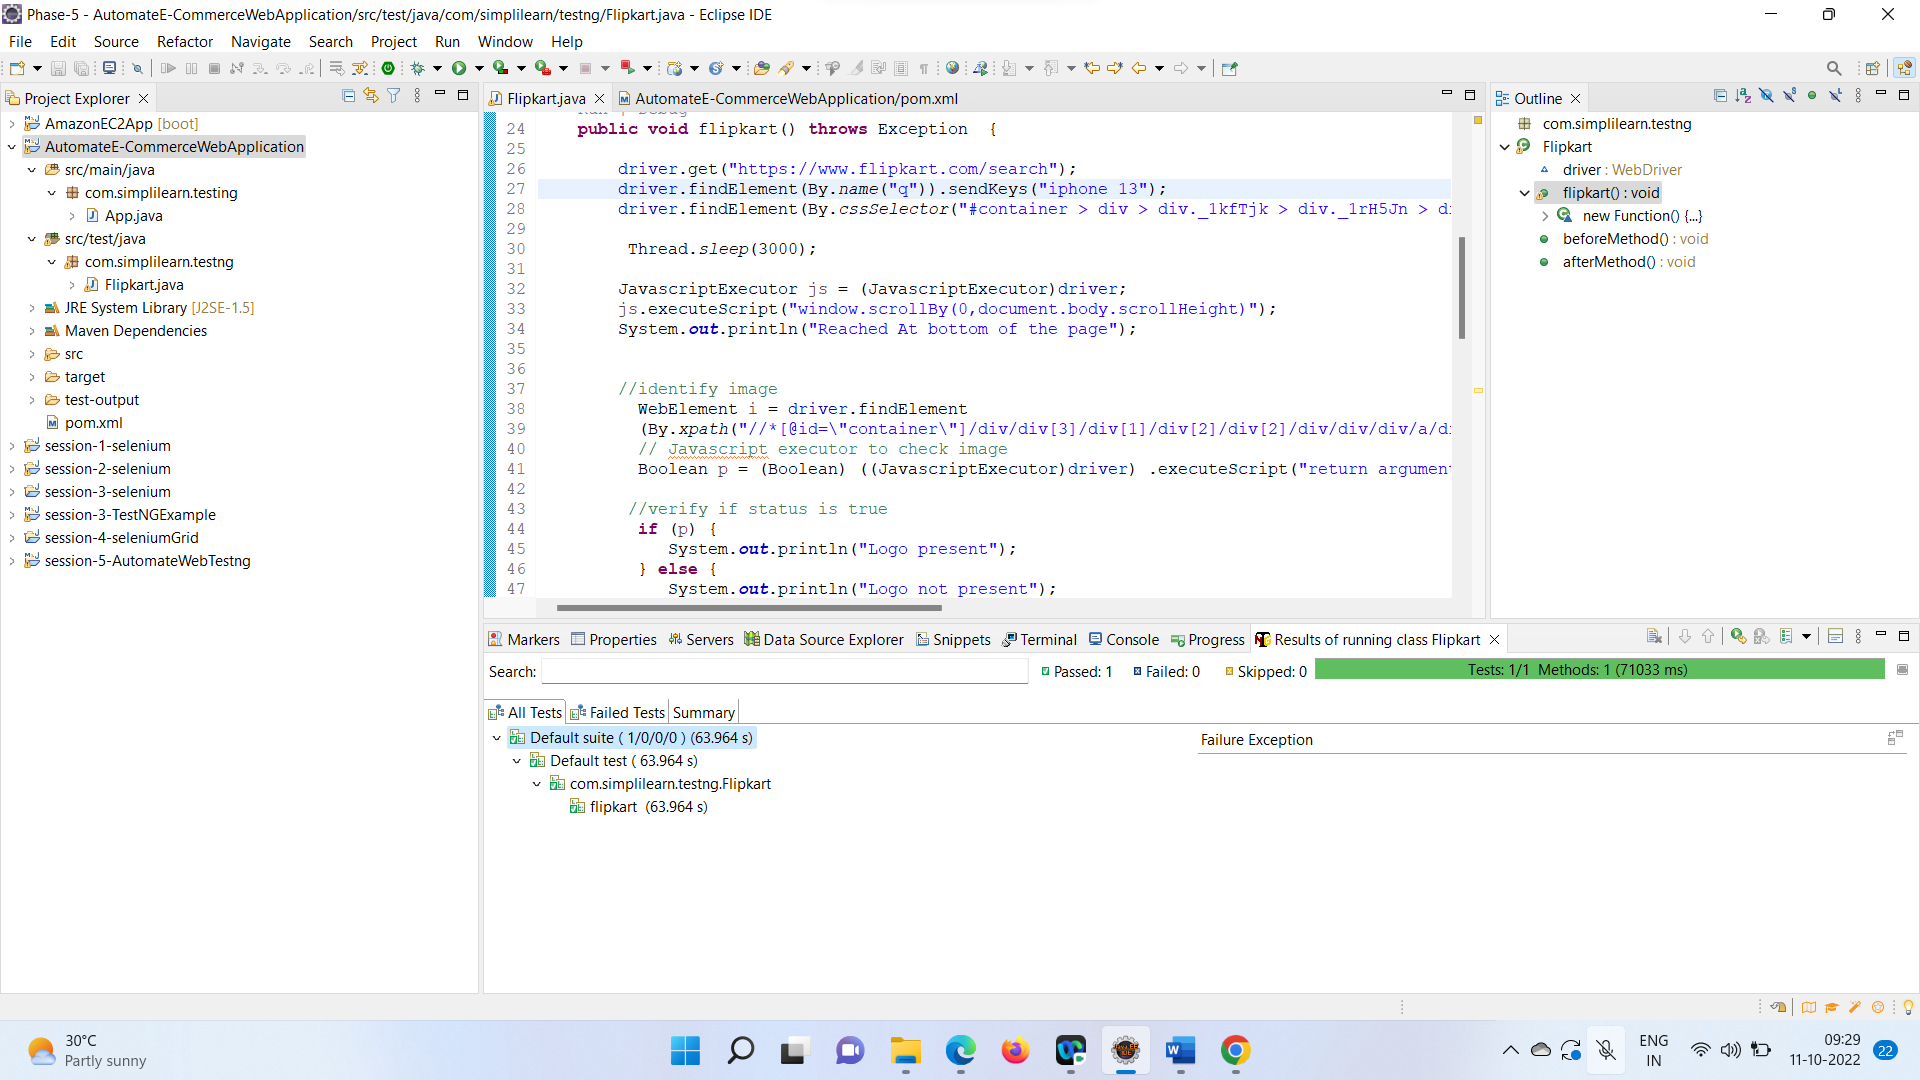 Phase-5 - AutomateE-CommerceWebApplication/src/test/java/com/simplilearn/testng/Flipkart.java - Eclipse IDE
File Edit Source Refactor Navigate Search Project Run Window Help
Project Explorer
AmazonEC2App [boot]
AutomateE-CommerceWebApplication
src/main/java
com.simplilearn.testing
App.java
src/test/java
com.simplilearn.testng
Flipkart.java
JRE System Library [J2SE-1.5]
Maven Dependencies
src
target
test-output
pom.xml
session-1-selenium
session-2-selenium
session-3-selenium
session-3-TestNGExample
session-4-seleniumGrid
session-5-AutomateWebTestng
Flipkart.java AutomateE-CommerceWebApplication/pom.xml
Run | Debug
24 public void flipkart() throws Exception {
25
26 driver.get("https://www.flipkart.com/search");
27 driver.findElement(By.name("q")).sendKeys("iphone 13");
28 driver.findElement(By.cssSelector("#container > div > div._1kfTjk > div._1rH5Jn > di
29
30 Thread.sleep(3000);
31
32 JavascriptExecutor js = (JavascriptExecutor)driver;
33 js.executeScript("window.scrollBy(0,document.body.scrollHeight)");
34 System.out.println("Reached At bottom of the page");
35
36
37 //identify image
38 WebElement i = driver.findElement
39 (By.xpath("//*[@id=\"container\"]/div/div[3]/div[1]/div[2]/div[2]/div/div/div/a/di
40 // Javascript executor to check image
41 Boolean p = (Boolean) ((JavascriptExecutor)driver) .executeScript("return argument
42
43 //verify if status is true
44 if (p) {
45 System.out.println("Logo present");
46 } else {
47 System.out.println("Logo not present");
Outline
com.simplilearn.testng
Flipkart
driver : WebDriver
flipkart() : void
new Function() {...}
beforeMethod() : void
afterMethod() : void
Markers Properties Servers Data Source Explorer Snippets Terminal Console Progress Results of running class Flipkart
Search: Passed: 1 Failed: 0 Skipped: 0 Tests: 1/1 Methods: 1 (71033 ms)
All Tests Failed Tests Summary
Default suite ( 1/0/0/0 ) (63.964 s)
Default test ( 63.964 s)
com.simplilearn.testng.Flipkart
flipkart (63.964 s)
Failure Exception
30°C
Partly sunny
ENG
IN
09:29
11-10-2022
22